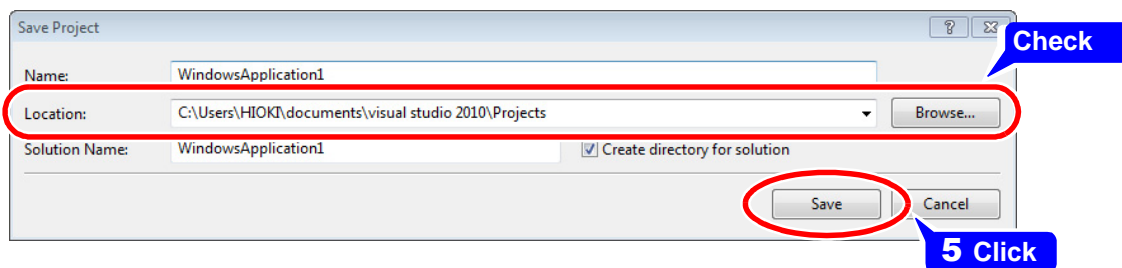 Save Project
Check
Name: WindowsApplication1
Location: C:\Users\HIOKI\documents\visual studio 2010\Projects Browse...
Solution Name: WindowsApplication1 Create directory for solution
Save Cancel
5 Click